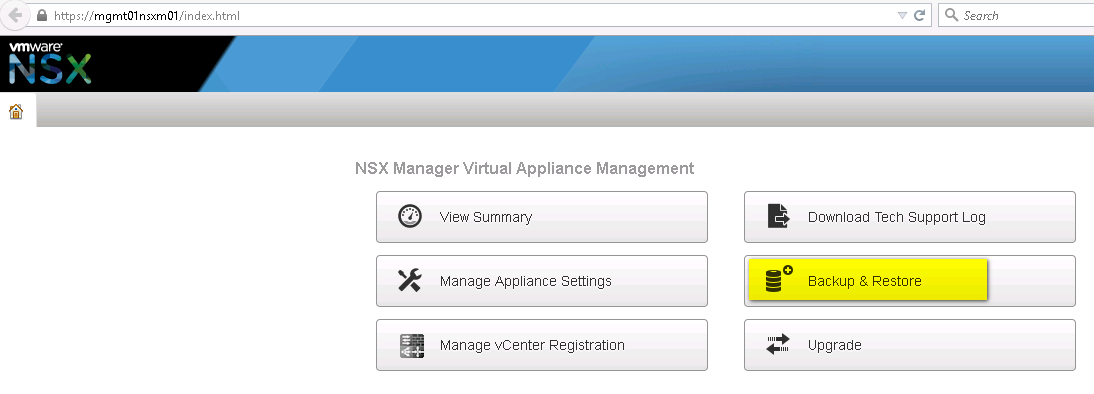 https://mgmt01nsxm01/index.html
Search
vmware
NSX
NSX Manager Virtual Appliance Management
View Summary
Download Tech Support Log
Manage Appliance Settings
Backup & Restore
Manage vCenter Registration
Upgrade